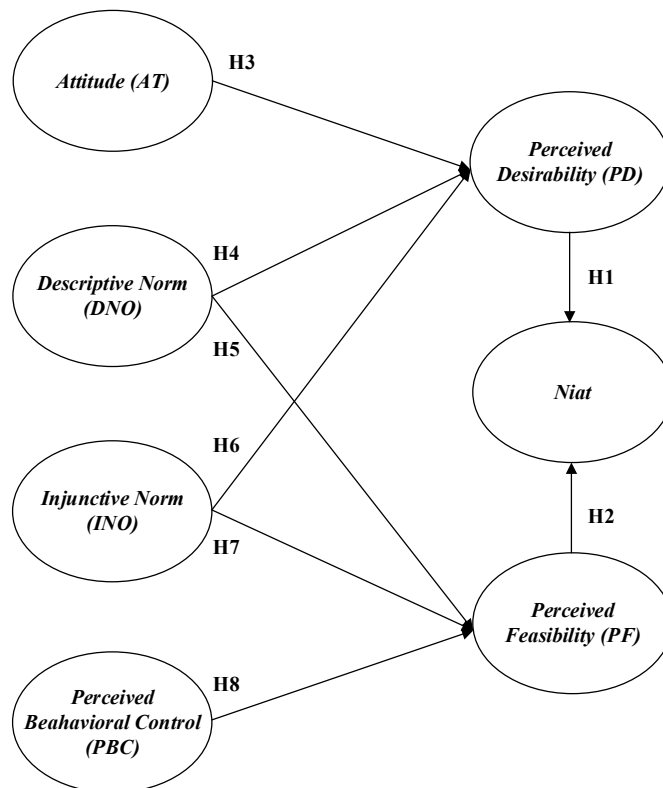 Attitude (AT)
H3
Perceived
Desirability (PD)
H4
Descriptive Norm
(DNO)
H5
H1
Niat
H6
Injunctive Norm
(INO)
H7
H2
Perceived
Feasibility (PF)
H8
Perceived
Beahavioral Control
(PBC)